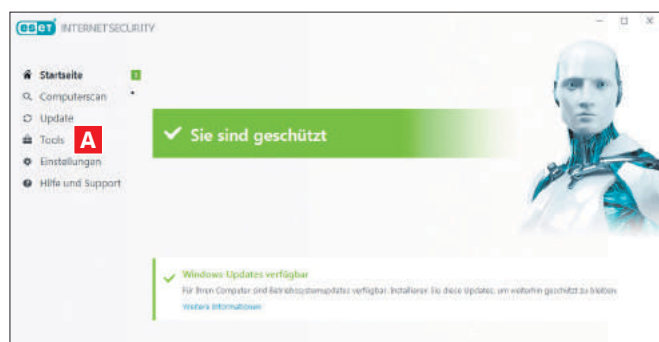 eset INTERNET SECURITY
Startseite 1
Computerscan
Update
Tools A
Einstellungen
Hilfe und Support
Sie sind geschützt
Windows Updates verfügbar
Für Ihren Computer sind Betriebssystemupdates verfügbar. Installieren Sie diese Updates, um weiterhin geschützt zu bleiben
Weitere Informationen